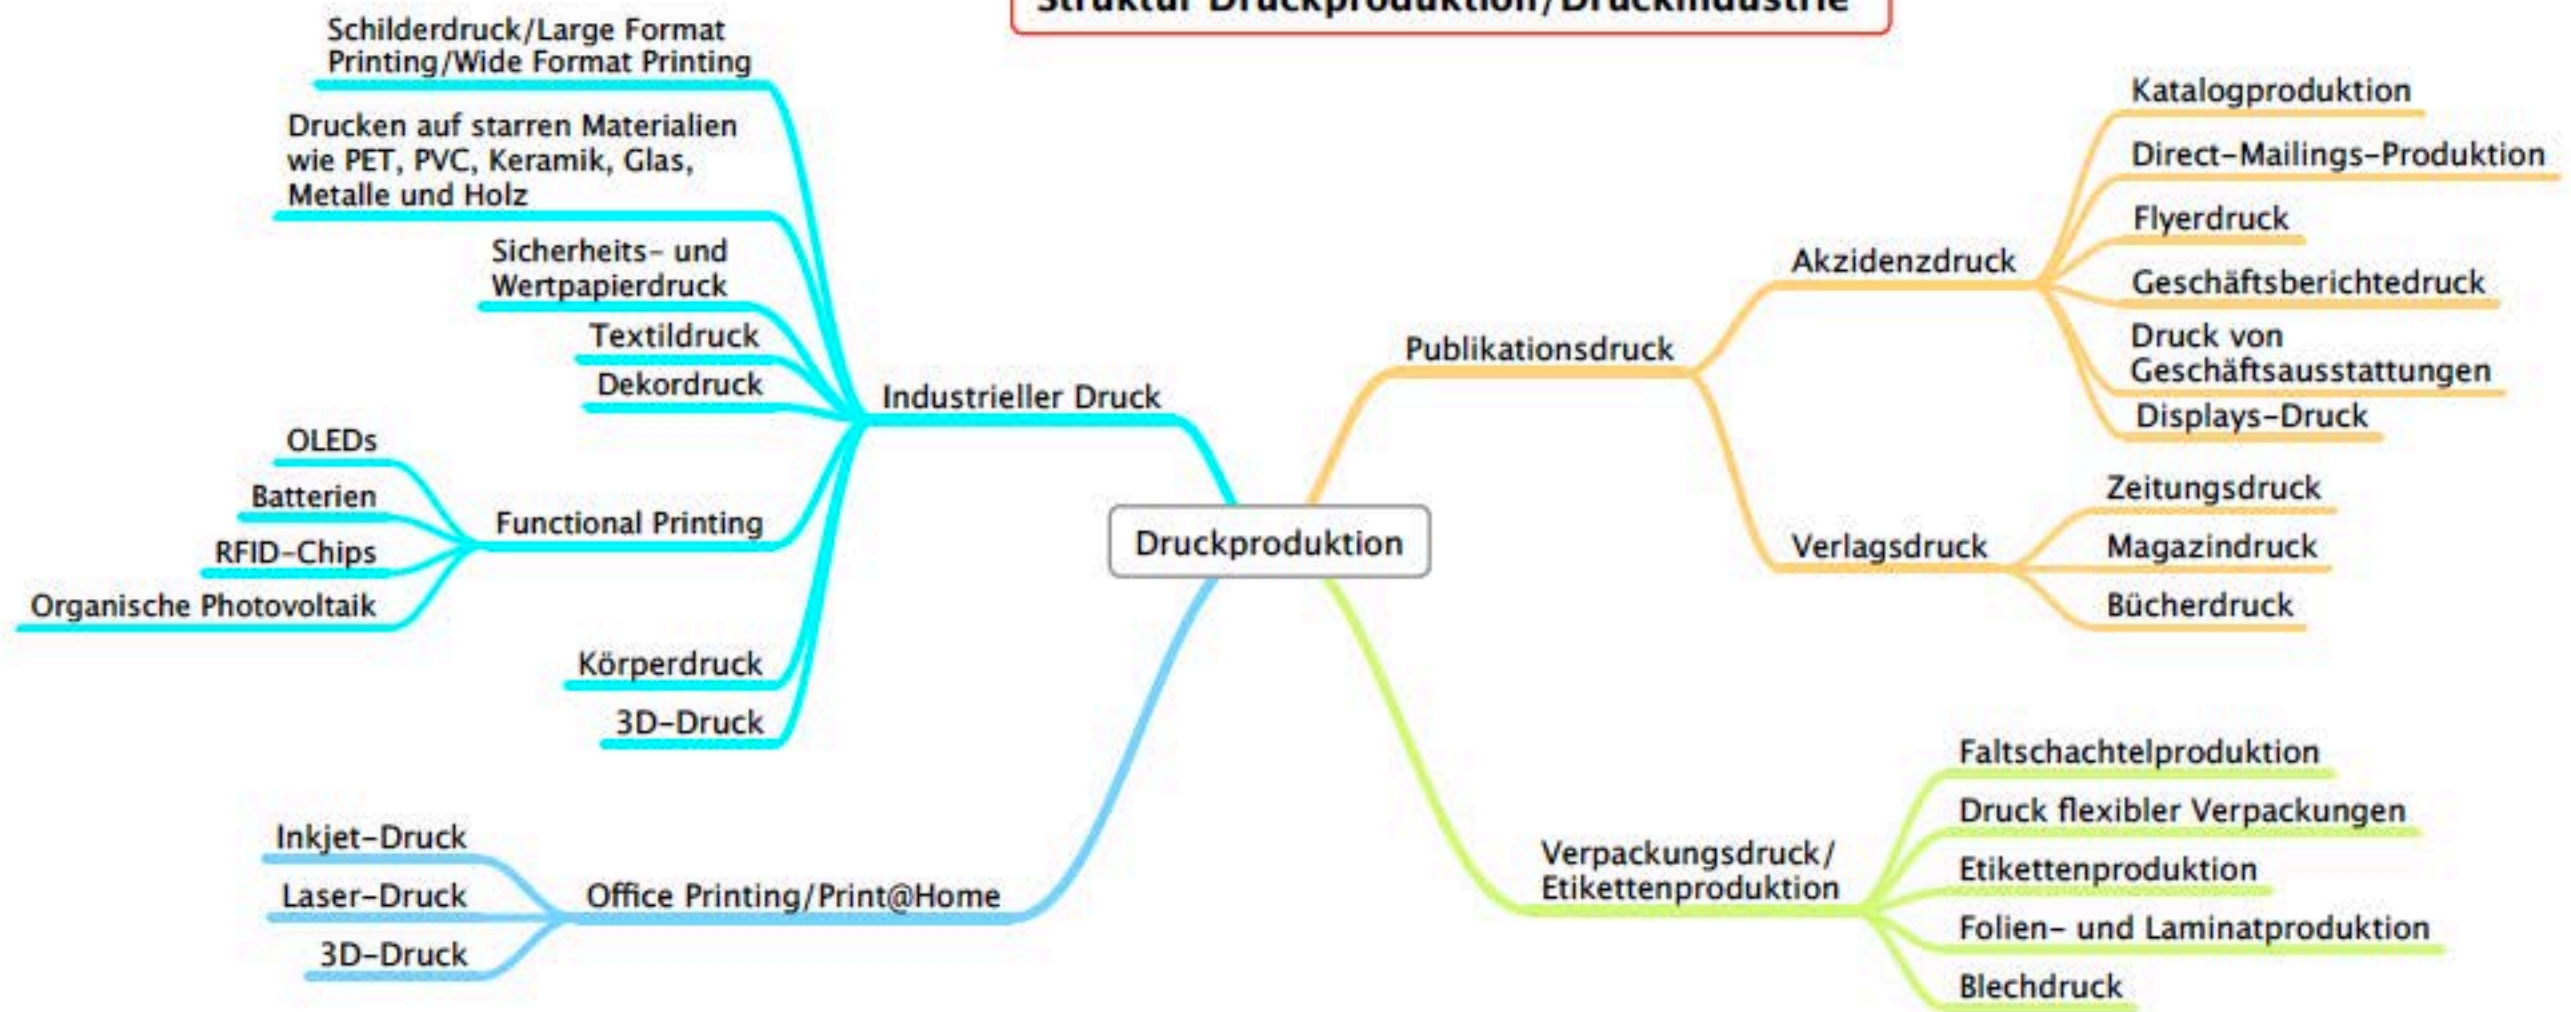 Struktur Druckproduktion/Druckindustrie
Schilderdruck/Large Format
Printing/Wide Format Printing
Drucken auf starren Materialien
wie PET, PVC, Keramik, Glas,
Metalle und Holz
Sicherheits- und
Wertpapierdruck
Textildruck
Dekordruck
Industrieller Druck
OLEDs
Batterien
RFID-Chips
Organische Photovoltaik
Functional Printing
Körperdruck
3D-Druck
Inkjet-Druck
Laser-Druck
3D-Druck
Office Printing/Print@Home
Druckproduktion
Publikationsdruck
Akzidenzdruck
Katalogproduktion
Direct-Mailings-Produktion
Flyerdruck
Geschäftsberichtedruck
Druck von
Geschäftsausstattungen
Displays-Druck
Verlagsdruck
Zeitungsdruck
Magazindruck
Bücherdruck
Verpackungsdruck/
Etikettenproduktion
Faltschachtelproduktion
Druck flexibler Verpackungen
Etikettenproduktion
Folien- und Laminatproduktion
Blechdruck